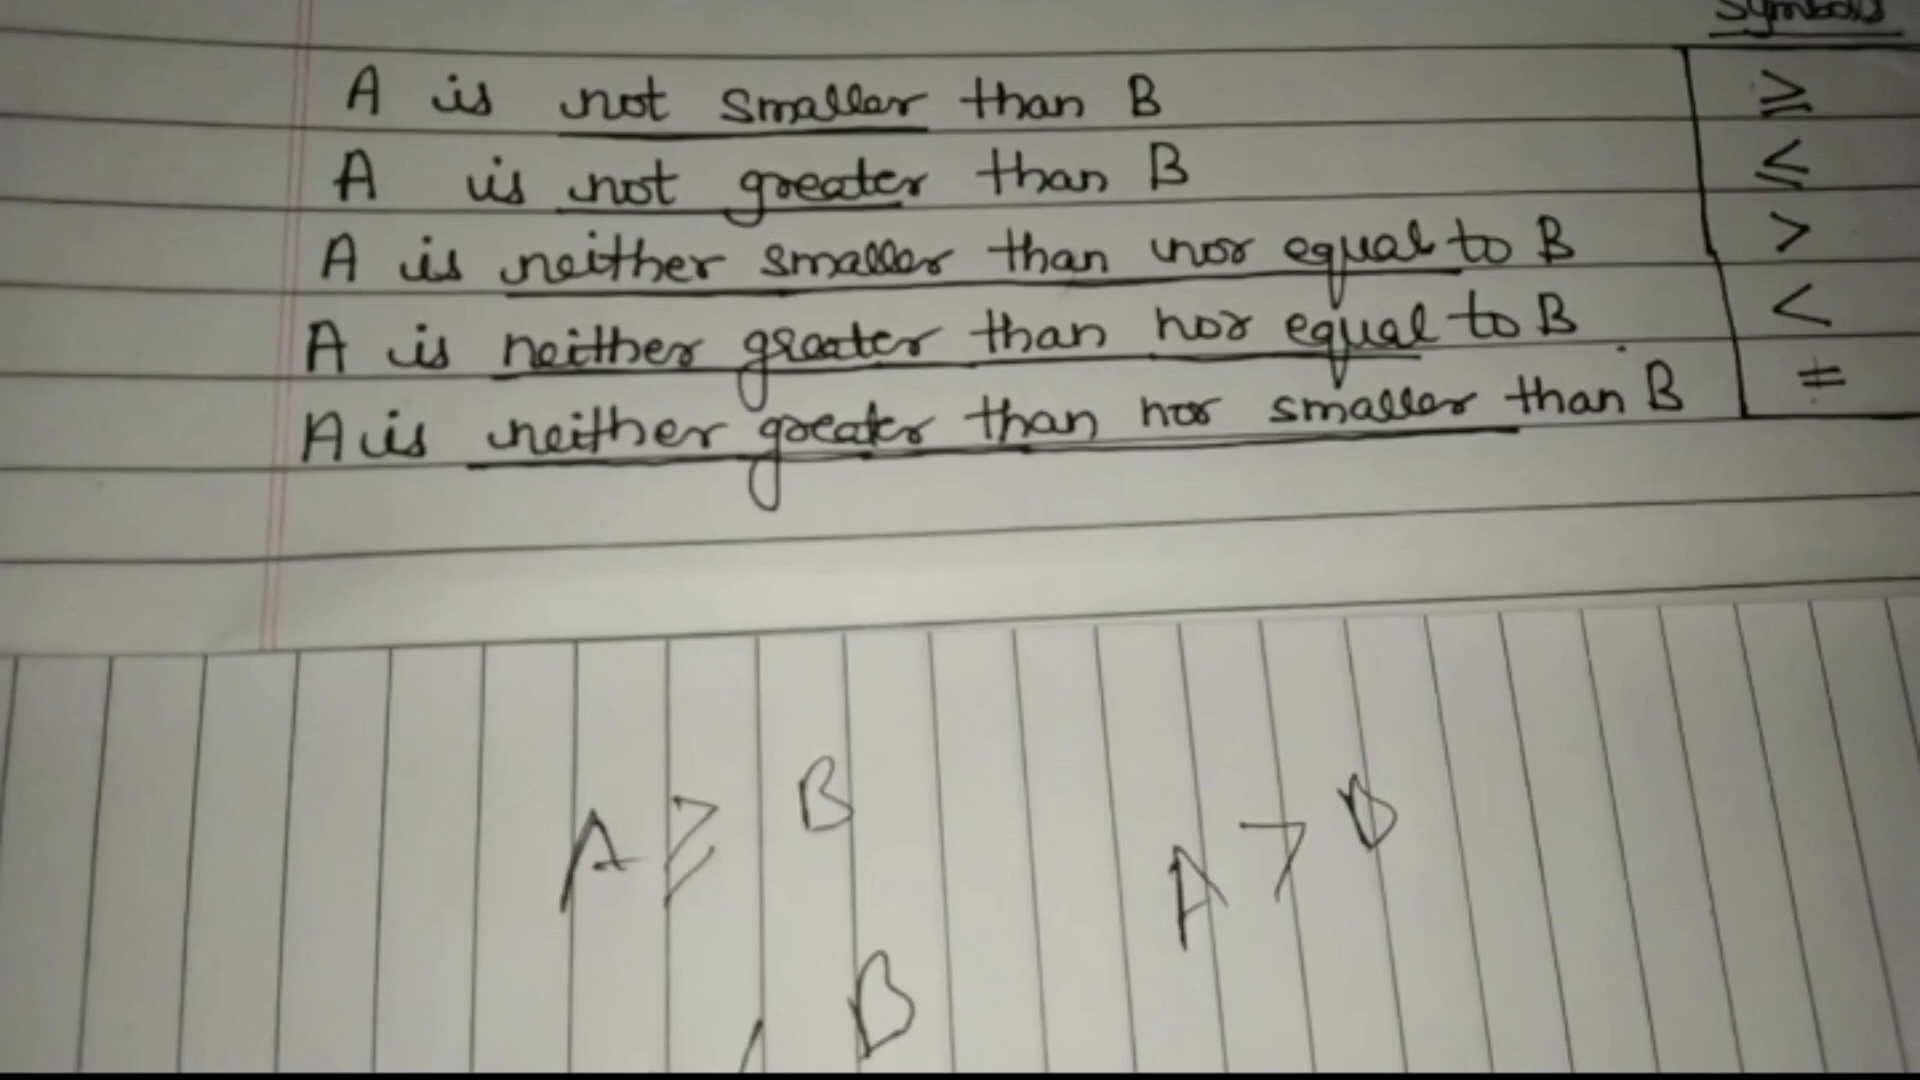 Symbols
A is not smaller than B ≥
A is not greater than B ≤
A is neither smaller than nor equal to B >
A is neither greater than nor equal to B <
A is neither greater than nor smaller than B =
A ≥ B
A > B
B